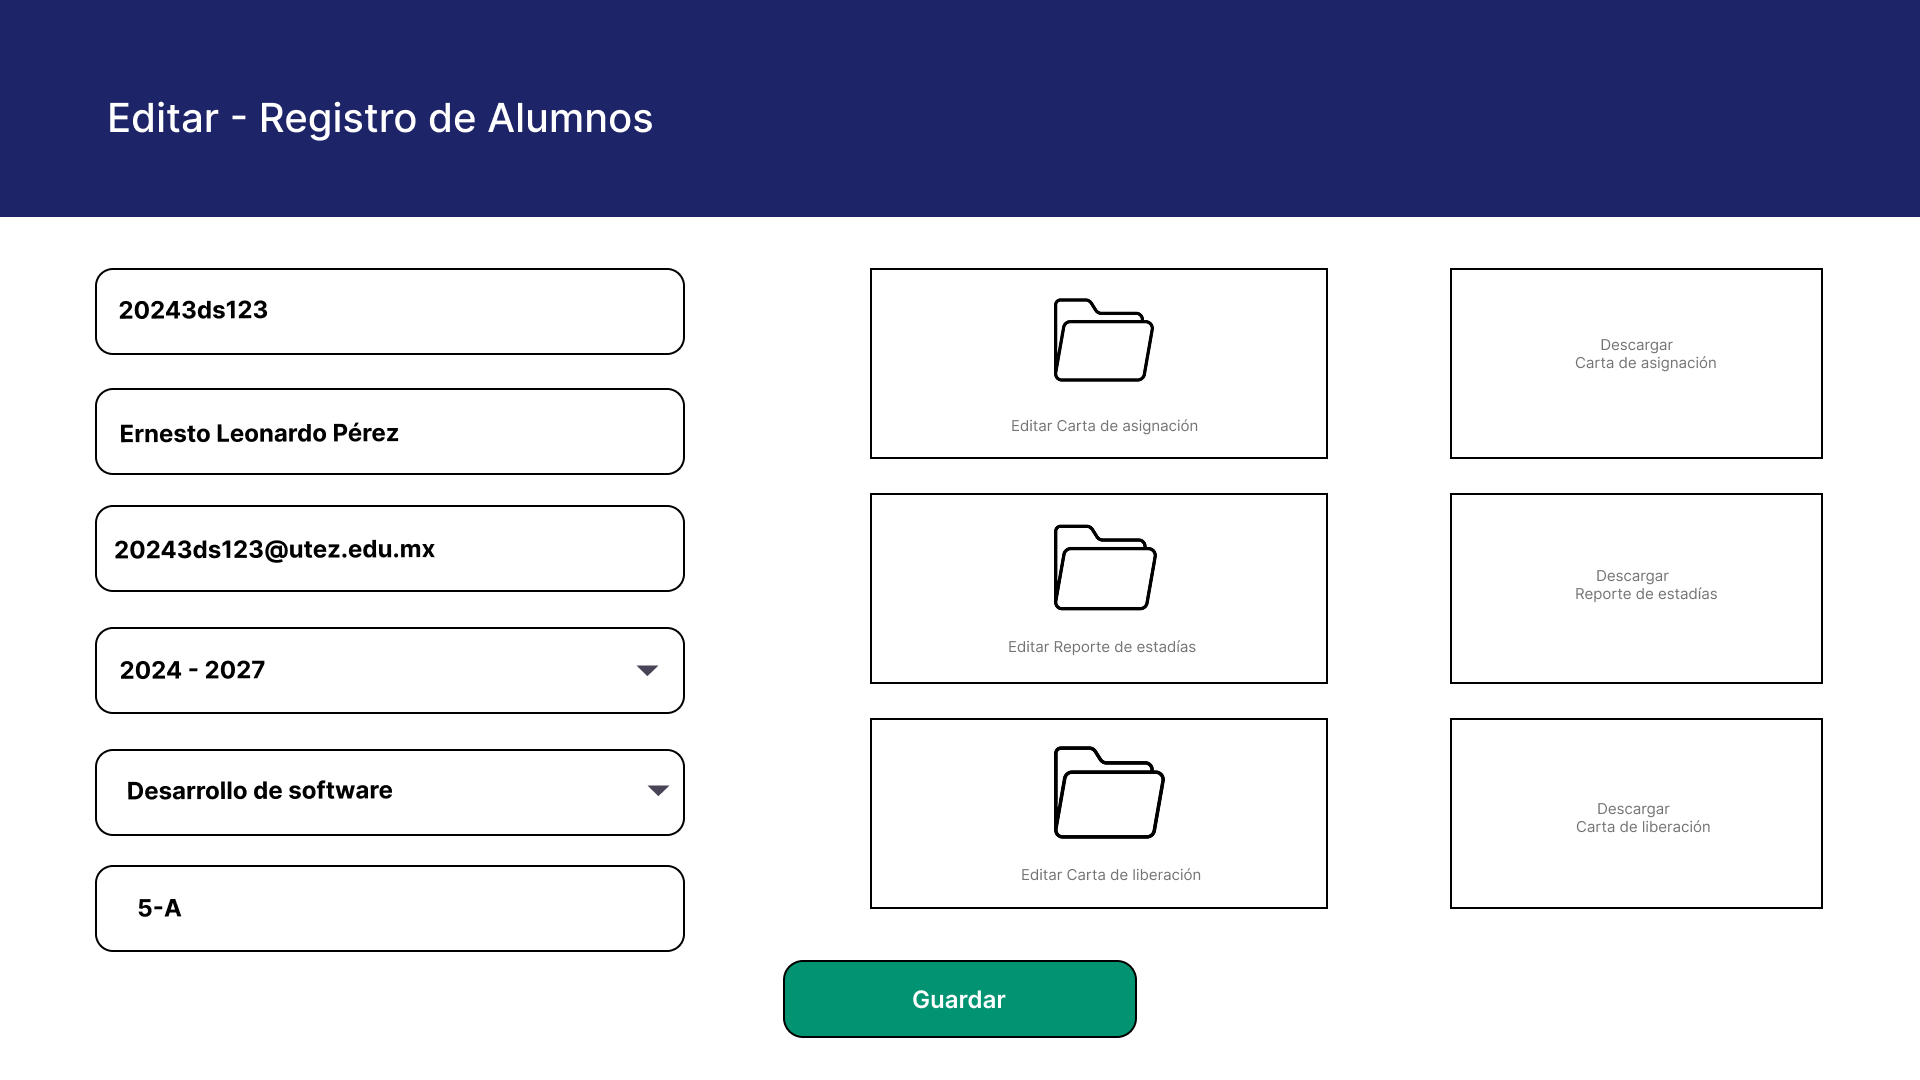 Editar - Registro de Alumnos
20243ds123
Ernesto Leonardo Pérez
20243ds123@utez.edu.mx
2024 - 2027
Desarrollo de software
5-A
Editar Carta de asignación
Editar Reporte de estadías
Editar Carta de liberación
Descargar
Carta de asignación
Descargar
Reporte de estadías
Descargar
Carta de liberación
Guardar